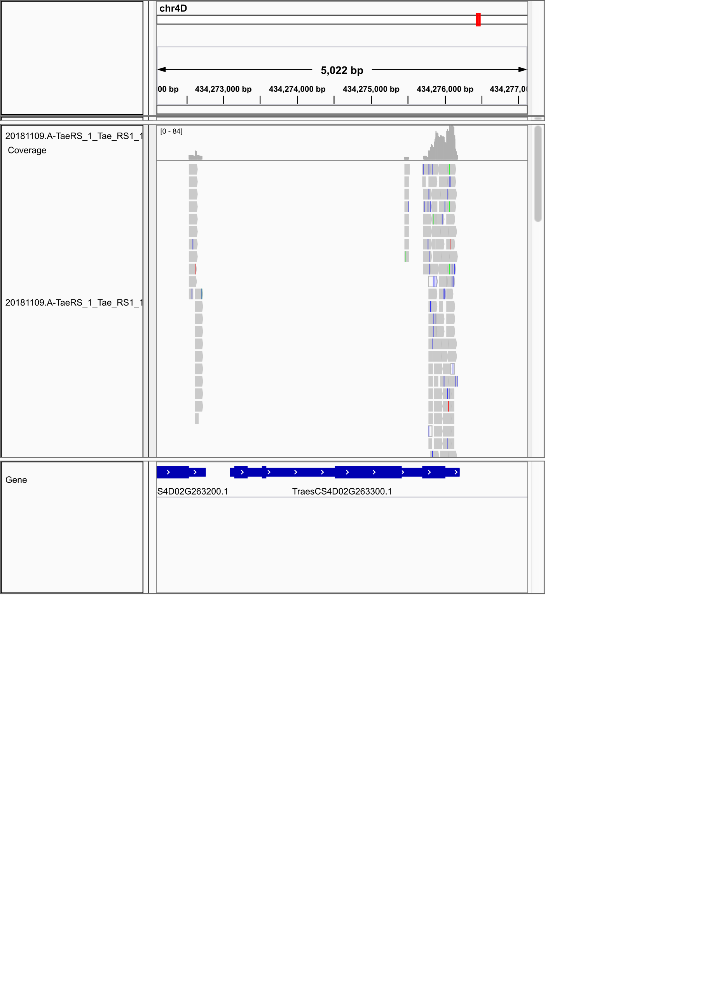 chr4D
5,022 bp
00 bp 434,273,000 bp 434,274,000 bp 434,275,000 bp 434,276,000 bp 434,277,0
20181109.A-TaeRS_1_Tae_RS1_1
[0 - 84]
Coverage
20181109.A-TaeRS_1_Tae_RS1_1
Gene
S4D02G263200.1 TraesCS4D02G263300.1